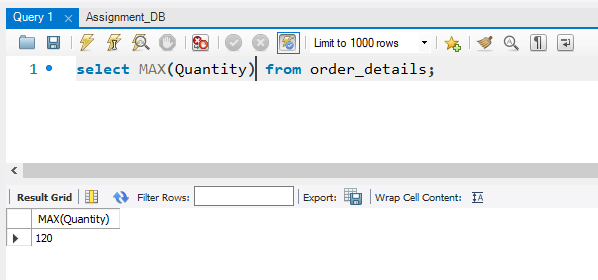 Query 1 Assignment_DB
Limit to 1000 rows
1 select MAX(Quantity) from order_details;
Result Grid Filter Rows: Export: Wrap Cell Content: IA
MAX(Quantity)
120